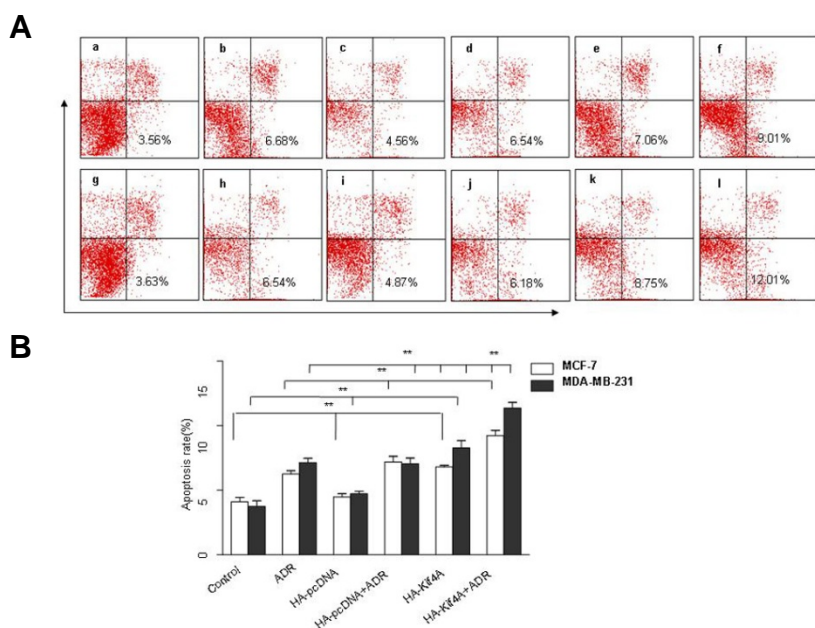 A
a b c d e f
3.56% 6.68% 4.56% 6.54% 7.06% 9.01%
g h i j k l
3.63% 6.54% 4.87% 6.18% 8.75% 12.01%
B
Apoptosis rate(%)
15
10
5
0
** **
**
**
**
MCF-7
MDA-MB-231
Control
ADR
HA-pcDNA
HA-pcDNA+ADR
HA-Kif4A
HA-Kif4A+ADR